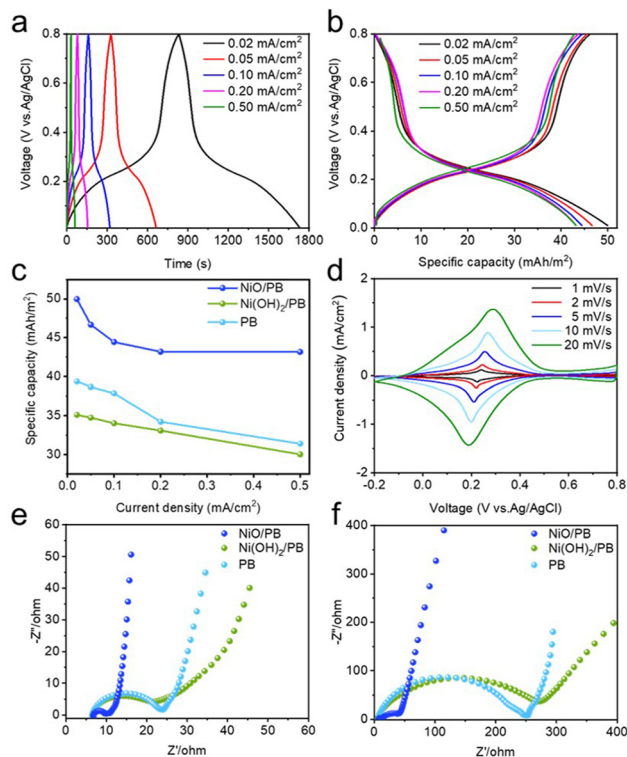 a
0.8
0.6
0.4
0.2
0.0
Voltage (V vs.Ag/AgCl)
0.02 mA/cm²
0.05 mA/cm²
0.10 mA/cm²
0.20 mA/cm²
0.50 mA/cm²
0 300 600 900 1200 1500 1800
Time (s)
b
0.8
0.6
0.4
0.2
0.0
Voltage (V vs.Ag/AgCl)
0.02 mA/cm²
0.05 mA/cm²
0.10 mA/cm²
0.20 mA/cm²
0.50 mA/cm²
0 10 20 30 40 50
Specific capacity (mAh/m²)
c
50
45
40
35
30
Specific capacity (mAh/m²)
NiO/PB
Ni(OH)₂/PB
PB
0.0 0.1 0.2 0.3 0.4 0.5
Current density (mA/cm²)
d
2
1
0
-1
-2
Current density (mA/cm²)
1 mV/s
2 mV/s
5 mV/s
10 mV/s
20 mV/s
-0.2 0.0 0.2 0.4 0.6 0.8
Voltage (V vs.Ag/AgCl)
e
60
50
40
30
20
10
0
-Z''/ohm
NiO/PB
Ni(OH)₂/PB
PB
0 10 20 30 40 50 60
Z'/ohm
f
400
300
200
100
0
-Z''/ohm
NiO/PB
Ni(OH)₂/PB
PB
0 100 200 300 400
Z'/ohm